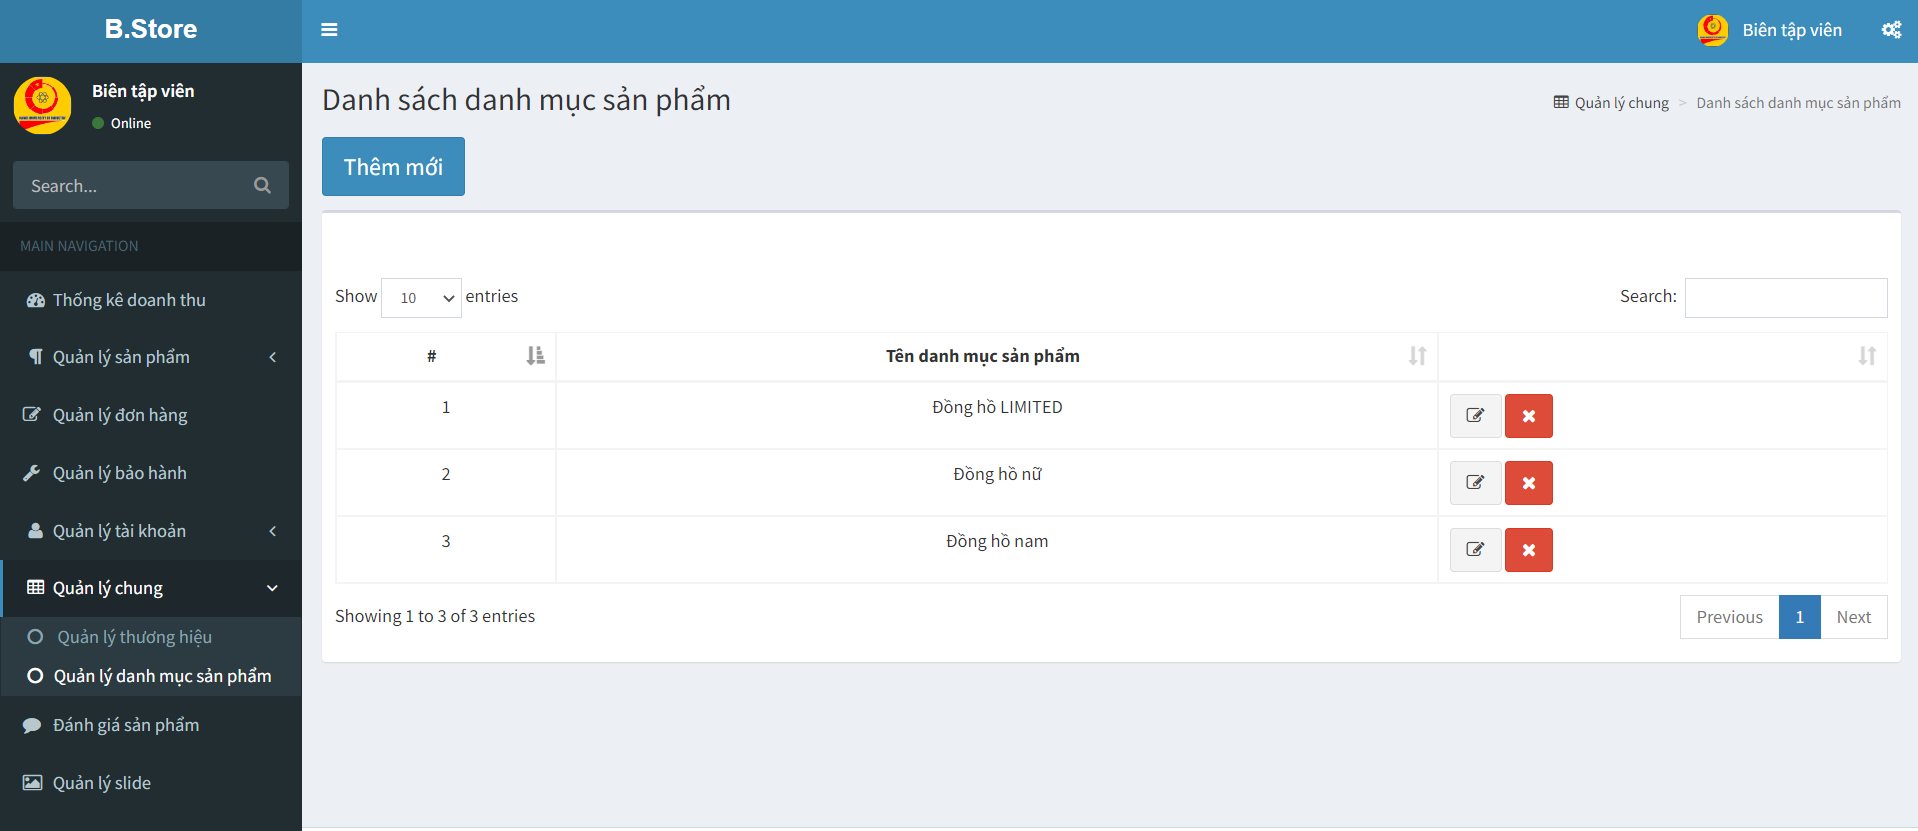 B.Store
Biên tập viên
Biên tập viên
Online
Search...
MAIN NAVIGATION
Thống kê doanh thu
Quản lý sản phẩm
Quản lý đơn hàng
Quản lý bảo hành
Quản lý tài khoản
Quản lý chung
Quản lý thương hiệu
Quản lý danh mục sản phẩm
Đánh giá sản phẩm
Quản lý slide
Danh sách danh mục sản phẩm
Quản lý chung > Danh sách danh mục sản phẩm
Thêm mới
Show 10 entries
Search:
# Tên danh mục sản phẩm
1 Đồng hồ LIMITED
2 Đồng hồ nữ
3 Đồng hồ nam
Showing 1 to 3 of 3 entries
Previous 1 Next